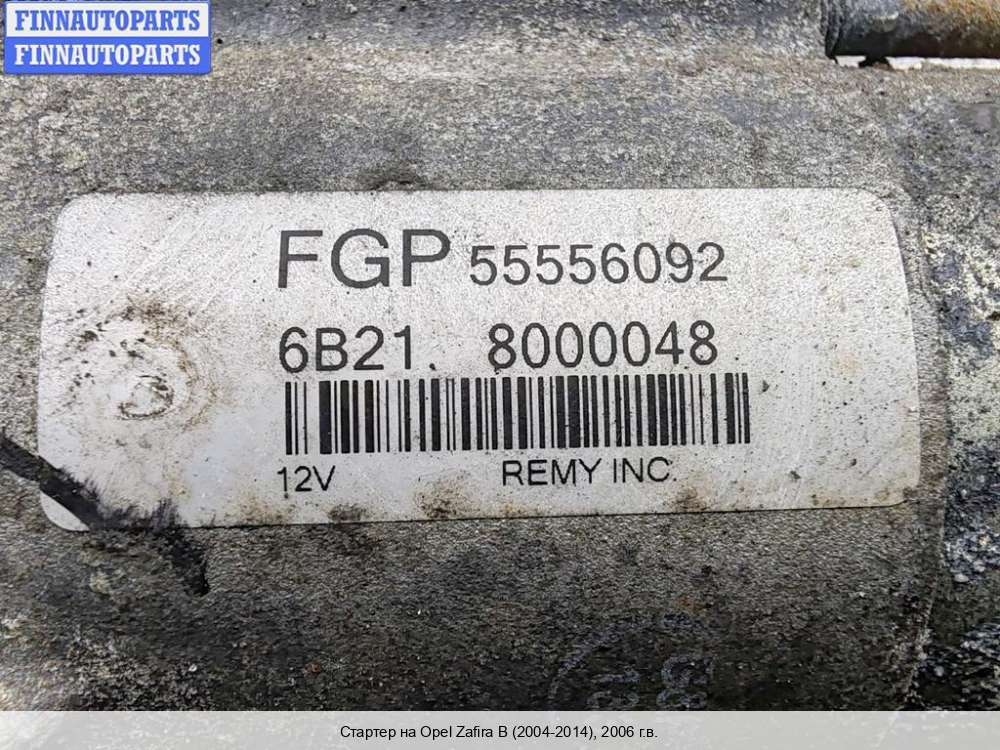 FINNAUTOPARTS
FINNAUTOPARTS
FGP 55556092
6B21. 8000048
12V REMY INC.
Стартер на Opel Zafira B (2004-2014), 2006 г.в.